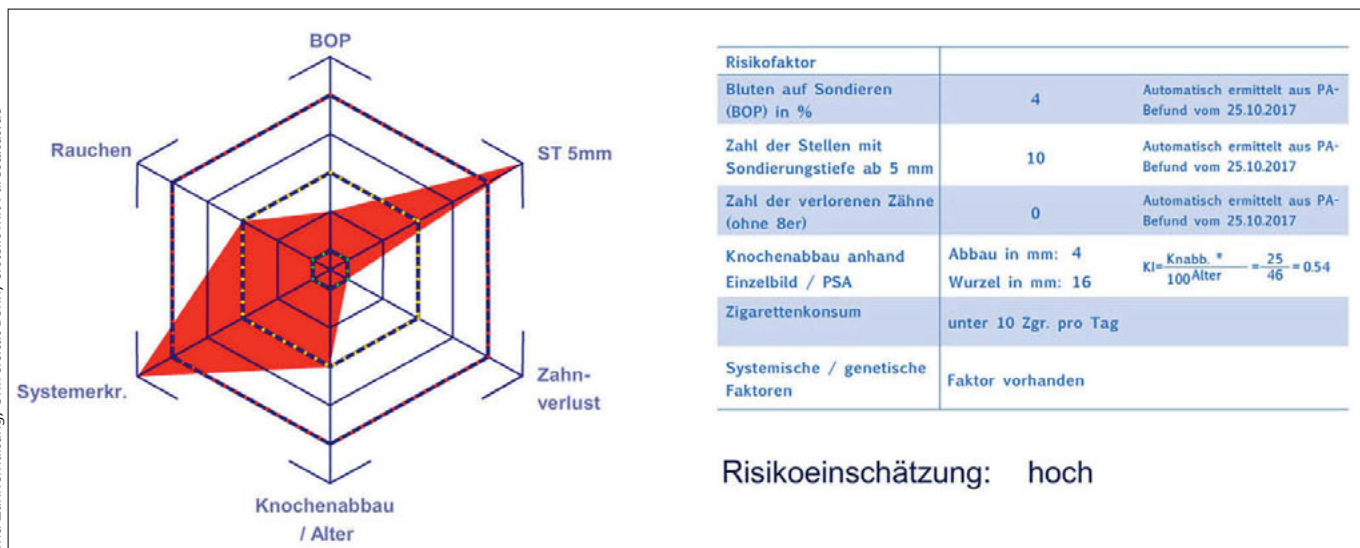 BOP
Rauchen
ST 5mm
Systemerkr.
Zahn-
verlust
Knochenabbau
/ Alter
Risikofaktor
Bluten auf Sondieren
(BOP) in %
4
Automatisch ermittelt aus PA-
Befund vom 25.10.2017
Zahl der Stellen mit
Sondierungstiefe ab 5 mm
10
Automatisch ermittelt aus PA-
Befund vom 25.10.2017
Zahl der verlorenen Zähne
(ohne 8er)
0
Automatisch ermittelt aus PA-
Befund vom 25.10.2017
Knochenabbau anhand
Einzelbild / PSA
Abbau in mm: 4
Wurzel in mm: 16
KI= Knabb. * / 100 Alter = 25 / 46 = 0.54
Zigarettenkonsum
unter 10 Zgr. pro Tag
Systemische / genetische
Faktoren
Faktor vorhanden
Risikoeinschätzung: hoch